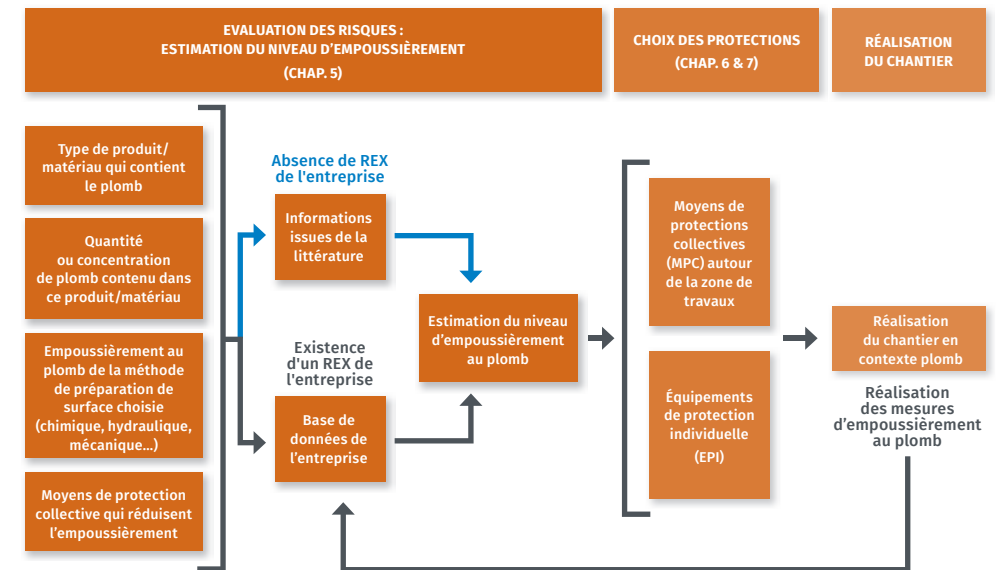 EVALUATION DES RISQUES :
ESTIMATION DU NIVEAU D’EMPOUSSIÈREMENT
(CHAP. 5)
CHOIX DES PROTECTIONS
(CHAP. 6 & 7)
RÉALISATION
DU CHANTIER
Type de produit/
matériau qui contient
le plomb
Quantité
ou concentration
de plomb contenu dans
ce produit/matériau
Empoussièrement au
plomb de la méthode
de préparation de
surface choisie
(chimique, hydraulique,
mécanique...)
Moyens de protection
collective qui réduisent
l’empoussièrement
Absence de REX
de l'entreprise
Informations
issues de la
littérature
Existence
d'un REX de
l'entreprise
Base de
données de
l’entreprise
Estimation du niveau
d’empoussièrement
au plomb
Moyens de
protections
collectives
(MPC) autour
de la zone de
travaux
Équipements
de protection
individuelle
(EPI)
Réalisation
du chantier en
contexte plomb
Réalisation
des mesures
d’empoussièrement
au plomb